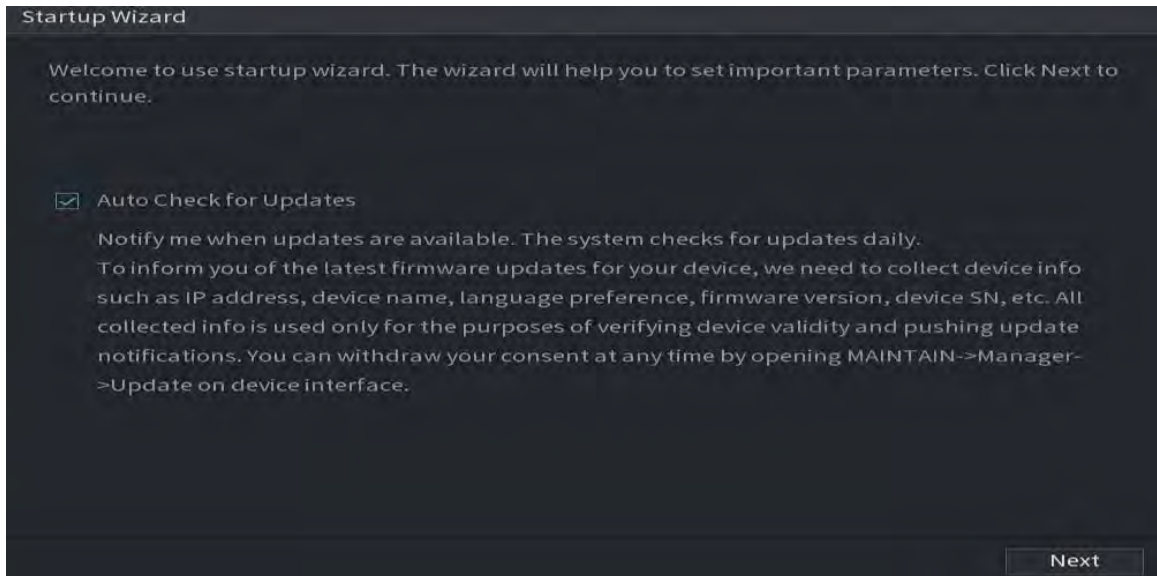 Startup Wizard
Welcome to use startup wizard. The wizard will help you to set important parameters. Click Next to
continue.
Auto Check for Updates
Notify me when updates are available. The system checks for updates daily.
To inform you of the latest firmware updates for your device, we need to collect device info
such as IP address, device name, language preference, firmware version, device SN, etc. All
collected info is used only for the purposes of verifying device validity and pushing update
notifications. You can withdraw your consent at any time by opening MAINTAIN->Manager-
>Update on device interface.
Next